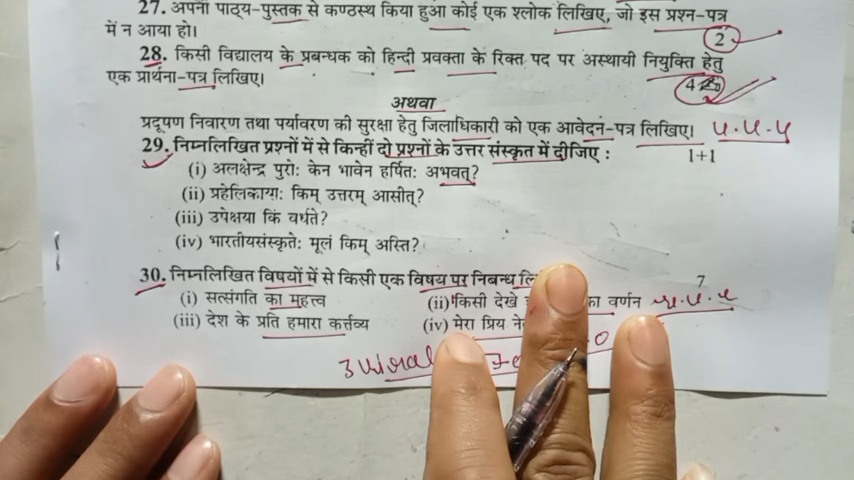 27. अपनी पाठ्य-पुस्तक से कण्ठस्थ किया हुआ कोई एक श्लोक लिखिए, जो इस प्रश्न-पत्र
में न आया हो। 2
28. किसी विद्यालय के प्रबन्धक को हिन्दी प्रवक्ता के रिक्त पद पर अस्थायी नियुक्ति हेतु
एक प्रार्थना-पत्र लिखिए। 4
अथवा
प्रदूषण निवारण तथा पर्यावरण की सुरक्षा हेतु जिलाधिकारी को एक आवेदन-पत्र लिखिए।
29. निम्नलिखित प्रश्नों में से किन्हीं दो प्रश्नों के उत्तर संस्कृत में दीजिए : 1+1
(i) अलक्षेन्द्र पुरोः केन भावेन हर्षितः अभवत्?
(ii) प्रहेलिकायाः किम् उत्तरम् आसीत्?
(iii) उपेक्षया किं वर्धते?
(iv) भारतीयसंस्कृतेः मूलं किम् अस्ति?
30. निम्नलिखित विषयों में से किसी एक विषय पर निबन्ध 7
(i) सत्संगति का महत्त्व (ii) किसी देखे का वर्णन
(iii) देश के प्रति हमारा कर्त्तव्य (iv) मेरा प्रिय